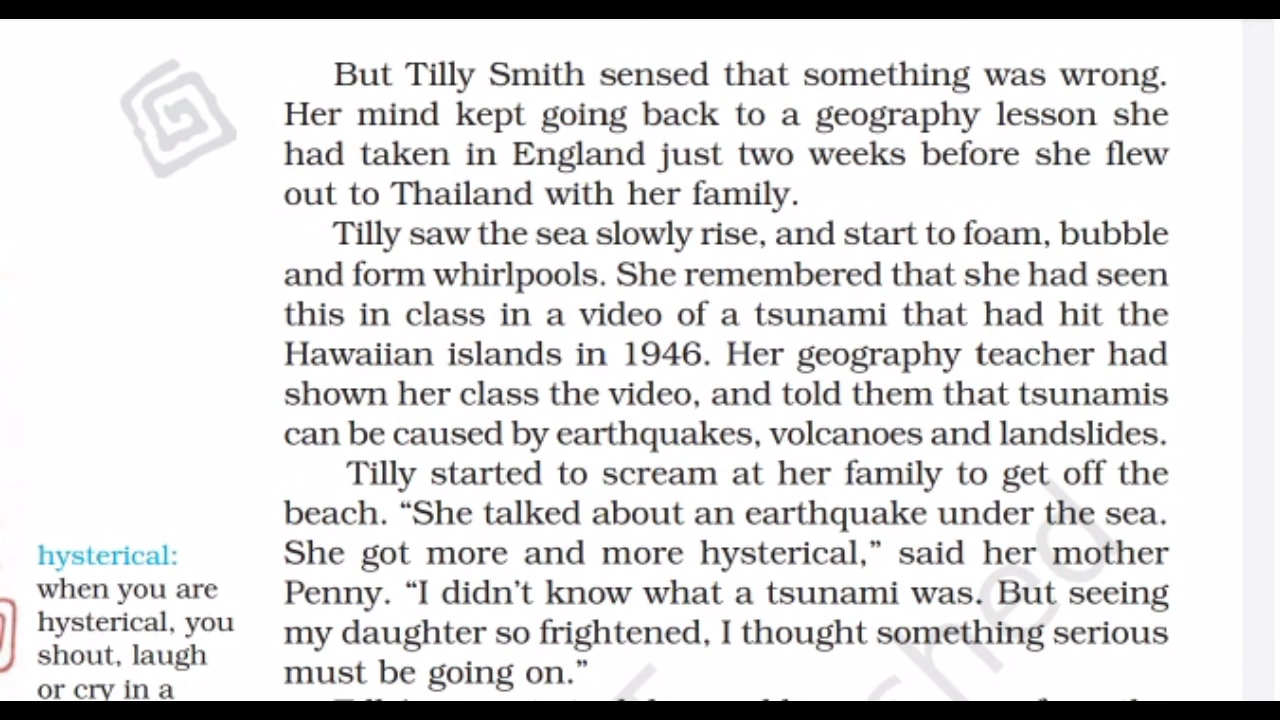 But Tilly Smith sensed that something was wrong.
Her mind kept going back to a geography lesson she
had taken in England just two weeks before she flew
out to Thailand with her family.
Tilly saw the sea slowly rise, and start to foam, bubble
and form whirlpools. She remembered that she had seen
this in class in a video of a tsunami that had hit the
Hawaiian islands in 1946. Her geography teacher had
shown her class the video, and told them that tsunamis
can be caused by earthquakes, volcanoes and landslides.
Tilly started to scream at her family to get off the
beach. “She talked about an earthquake under the sea.
She got more and more hysterical,” said her mother
Penny. “I didn’t know what a tsunami was. But seeing
my daughter so frightened, I thought something serious
must be going on.”
hysterical:
when you are
hysterical, you
shout, laugh
or cry in a